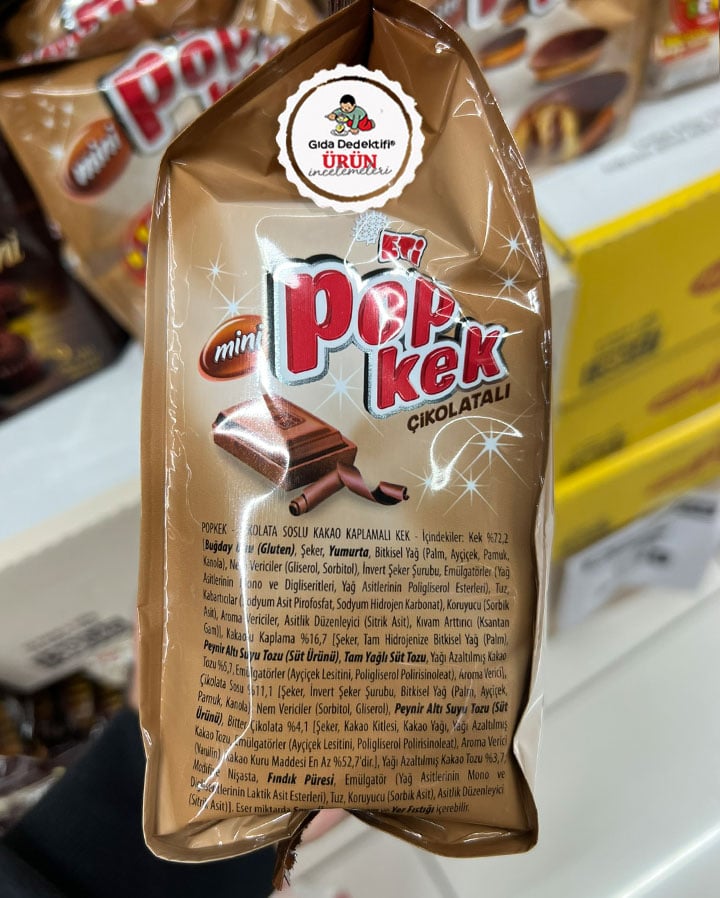 Gıda Dedektifi®
ÜRÜN
incelemeleri
pop
mini
ETİ
mini
pop
kek
ÇİKOLATALI
POPKEK - ÇİKOLATA SOSLU KAKAO KAPLAMALI KEK - İçindekiler: Kek %72,2
[Buğday Unu (Gluten), Şeker, Yumurta, Bitkisel Yağ (Palm, Ayçiçek, Pamuk,
Kanola), Nem Vericiler (Gliserol, Sorbitol), İnvert Şeker Şurubu, Emülgatörler (Yağ
Asitlerinin Mono ve Digliseritleri, Yağ Asitlerinin Poligliserol Esterleri), Tuz,
Kabartıcılar (Sodyum Asit Pirofosfat, Sodyum Hidrojen Karbonat), Koruyucu (Sorbik
Asit), Aroma Vericiler, Asitlik Düzenleyici (Sitrik Asit), Kıvam Arttırıcı (Ksantan
Gam)], Kakaolu Kaplama %16,7 [Şeker, Tam Hidrojenize Bitkisel Yağ (Palm),
Peynir Altı Suyu Tozu (Süt Ürünü), Tam Yağlı Süt Tozu, Yağı Azaltılmış Kakao
Tozu %5,7, Emülgatörler (Ayçiçek Lesitini, Poligliserol Polirisinoleat), Aroma Verici],
Çikolata Sosu %11,1 [Şeker, İnvert Şeker Şurubu, Bitkisel Yağ (Palm, Ayçiçek,
Pamuk, Kanola), Nem Vericiler (Sorbitol, Gliserol), Peynir Altı Suyu Tozu (Süt
Ürünü), Bitter Çikolata %4,1 [Şeker, Kakao Kitlesi, Kakao Yağı, Yağı Azaltılmış
Kakao Tozu, Emülgatörler (Ayçiçek Lesitini, Poligliserol Polirisinoleat), Aroma Verici
(Vanilin) Kakao Kuru Maddesi En Az %52,7'dir.], Yağı Azaltılmış Kakao Tozu %3,7,
Modifiye Nişasta, Fındık Püresi, Emülgatör (Yağ Asitlerinin Mono ve
Digliseritlerinin Laktik Asit Esterleri), Tuz, Koruyucu (Sorbik Asit), Asitlik Düzenleyici
(Sitrik Asit)]. Eser miktarda ve Yer Fıstığı içerebilir.